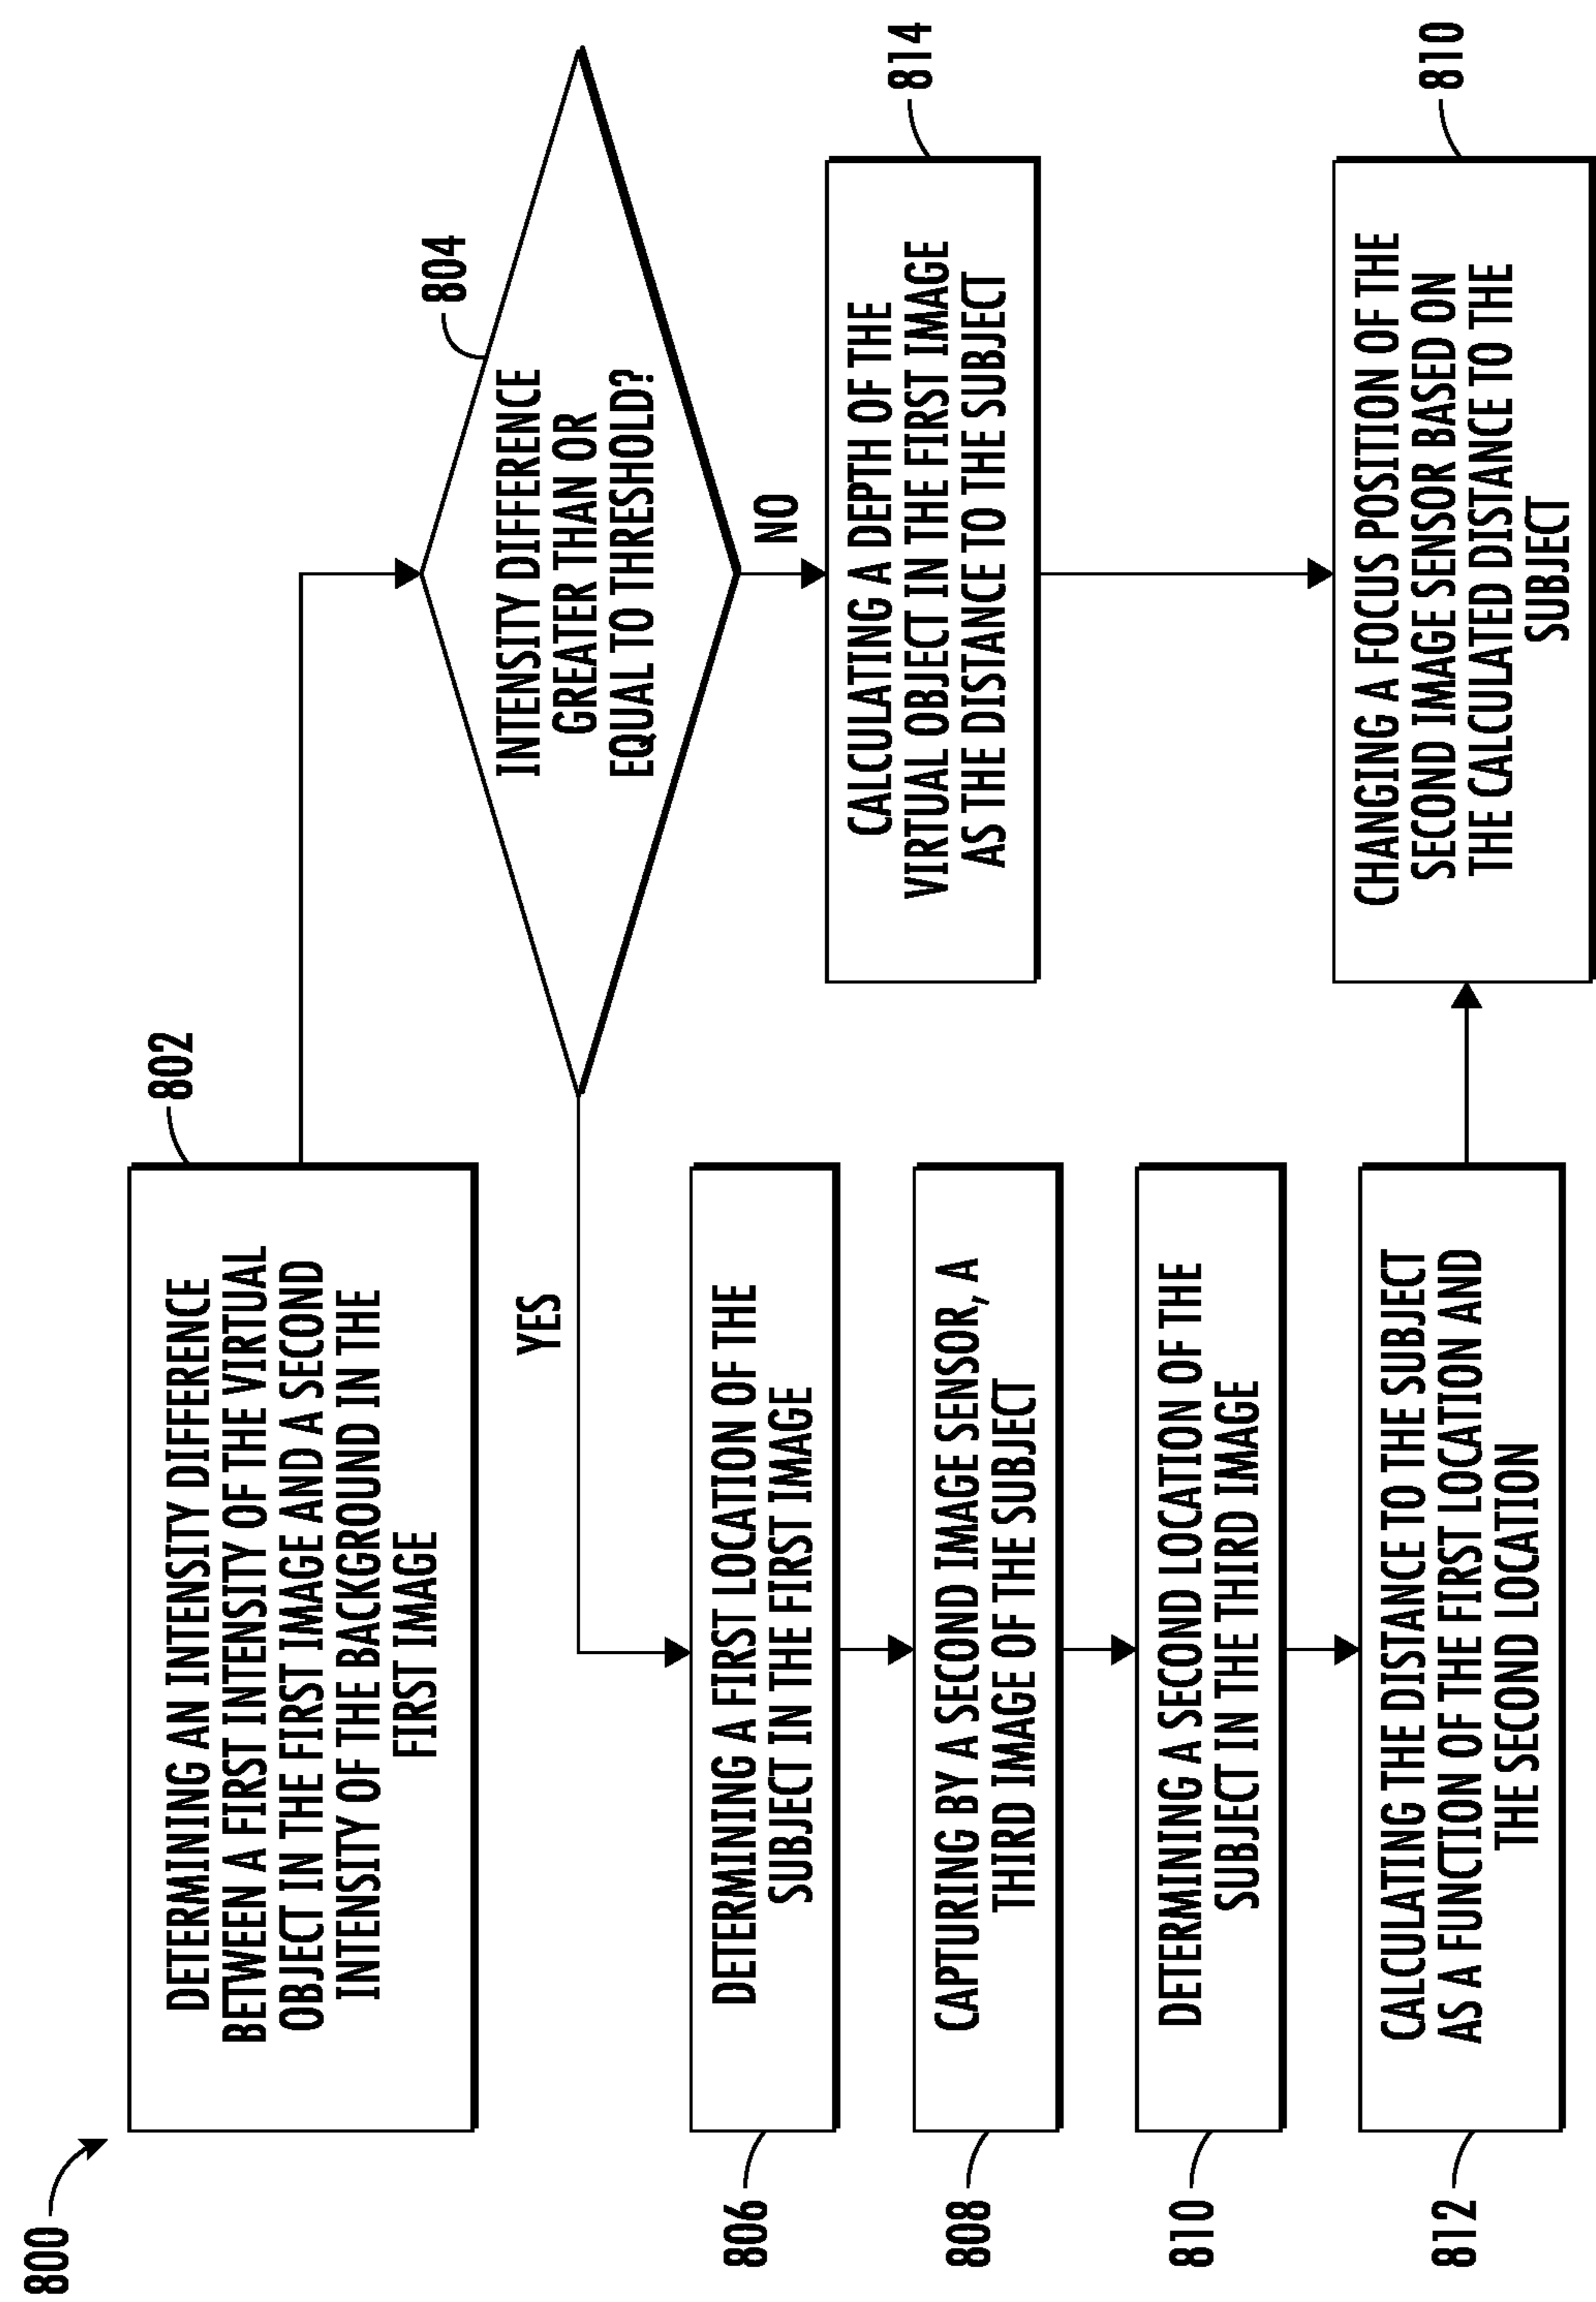 800
802
DETERMINING AN INTENSITY DIFFERENCE
BETWEEN A FIRST INTENSITY OF THE VIRTUAL
OBJECT IN THE FIRST IMAGE AND A SECOND
INTENSITY OF THE BACKGROUND IN THE
FIRST IMAGE
804
INTENSITY DIFFERENCE
GREATER THAN OR
EQUAL TO THRESHOLD?
YES
NO
806
DETERMINING A FIRST LOCATION OF THE
SUBJECT IN THE FIRST IMAGE
808
CAPTURING BY A SECOND IMAGE SENSOR, A
THIRD IMAGE OF THE SUBJECT
810
DETERMINING A SECOND LOCATION OF THE
SUBJECT IN THE THIRD IMAGE
812
CALCULATING THE DISTANCE TO THE SUBJECT
AS A FUNCTION OF THE FIRST LOCATION AND
THE SECOND LOCATION
814
CALCULATING A DEPTH OF THE
VIRTUAL OBJECT IN THE FIRST IMAGE
AS THE DISTANCE TO THE SUBJECT
810
CHANGING A FOCUS POSITION OF THE
SECOND IMAGE SENSOR BASED ON
THE CALCULATED DISTANCE TO THE
SUBJECT